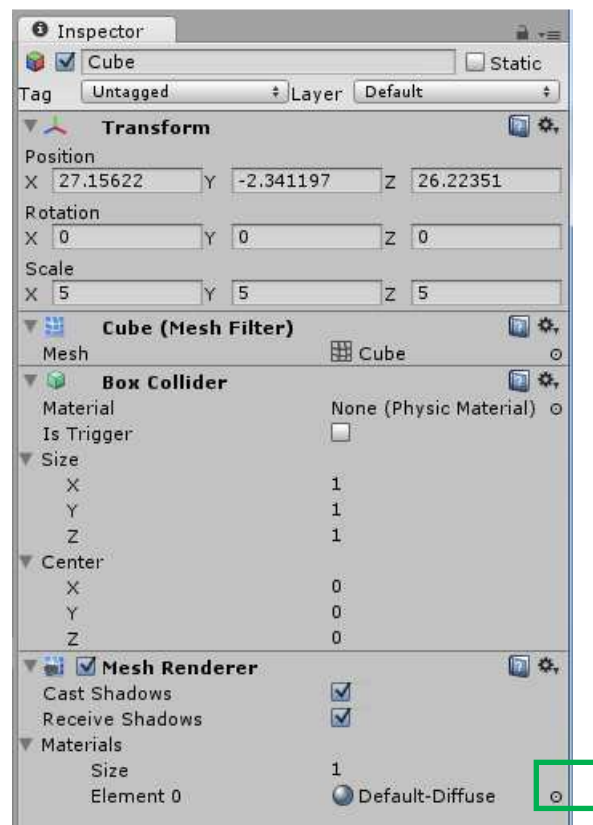 Inspector
Cube Static
Tag Untagged Layer Default
Transform
Position
X 27.15622 Y -2.341197 Z 26.22351
Rotation
X 0 Y 0 Z 0
Scale
X 5 Y 5 Z 5
Cube (Mesh Filter)
Mesh Cube
Box Collider
Material None (Physic Material)
Is Trigger
Size
X 1
Y 1
Z 1
Center
X 0
Y 0
Z 0
Mesh Renderer
Cast Shadows
Receive Shadows
Materials
Size 1
Element 0 Default-Diffuse